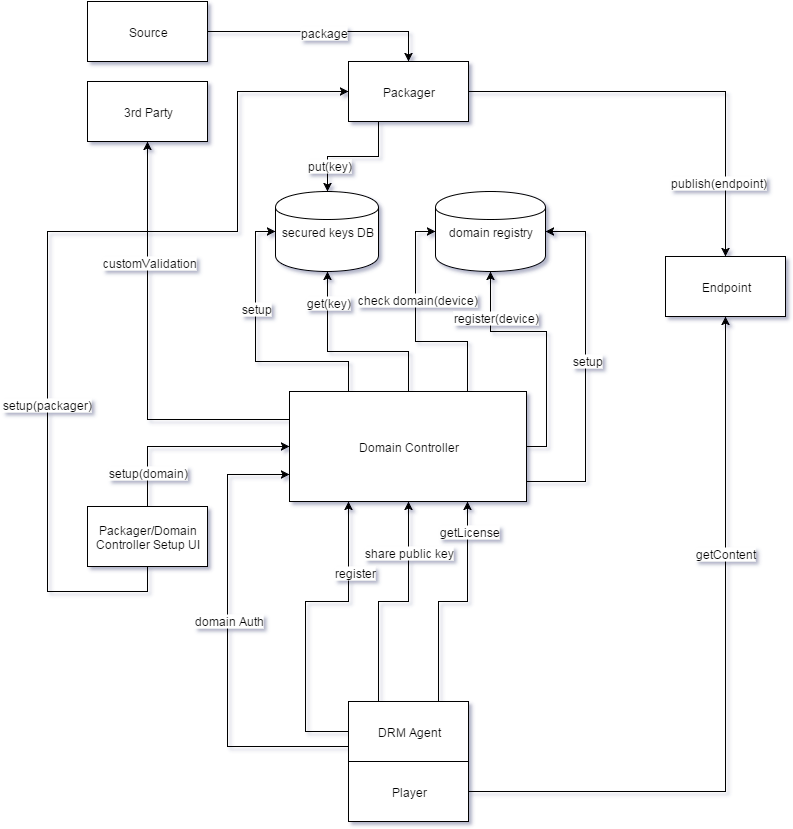 Source
package
Packager
3rd Party
put(key)
publish(endpoint)
secured keys DB
domain registry
customValidation
Endpoint
setup
get(key)
check domain(device)
register(device)
setup
setup(packager)
Domain Controller
setup(domain)
Packager/Domain
Controller Setup UI
getLicense
share public key
getContent
register
domain Auth
DRM Agent
Player